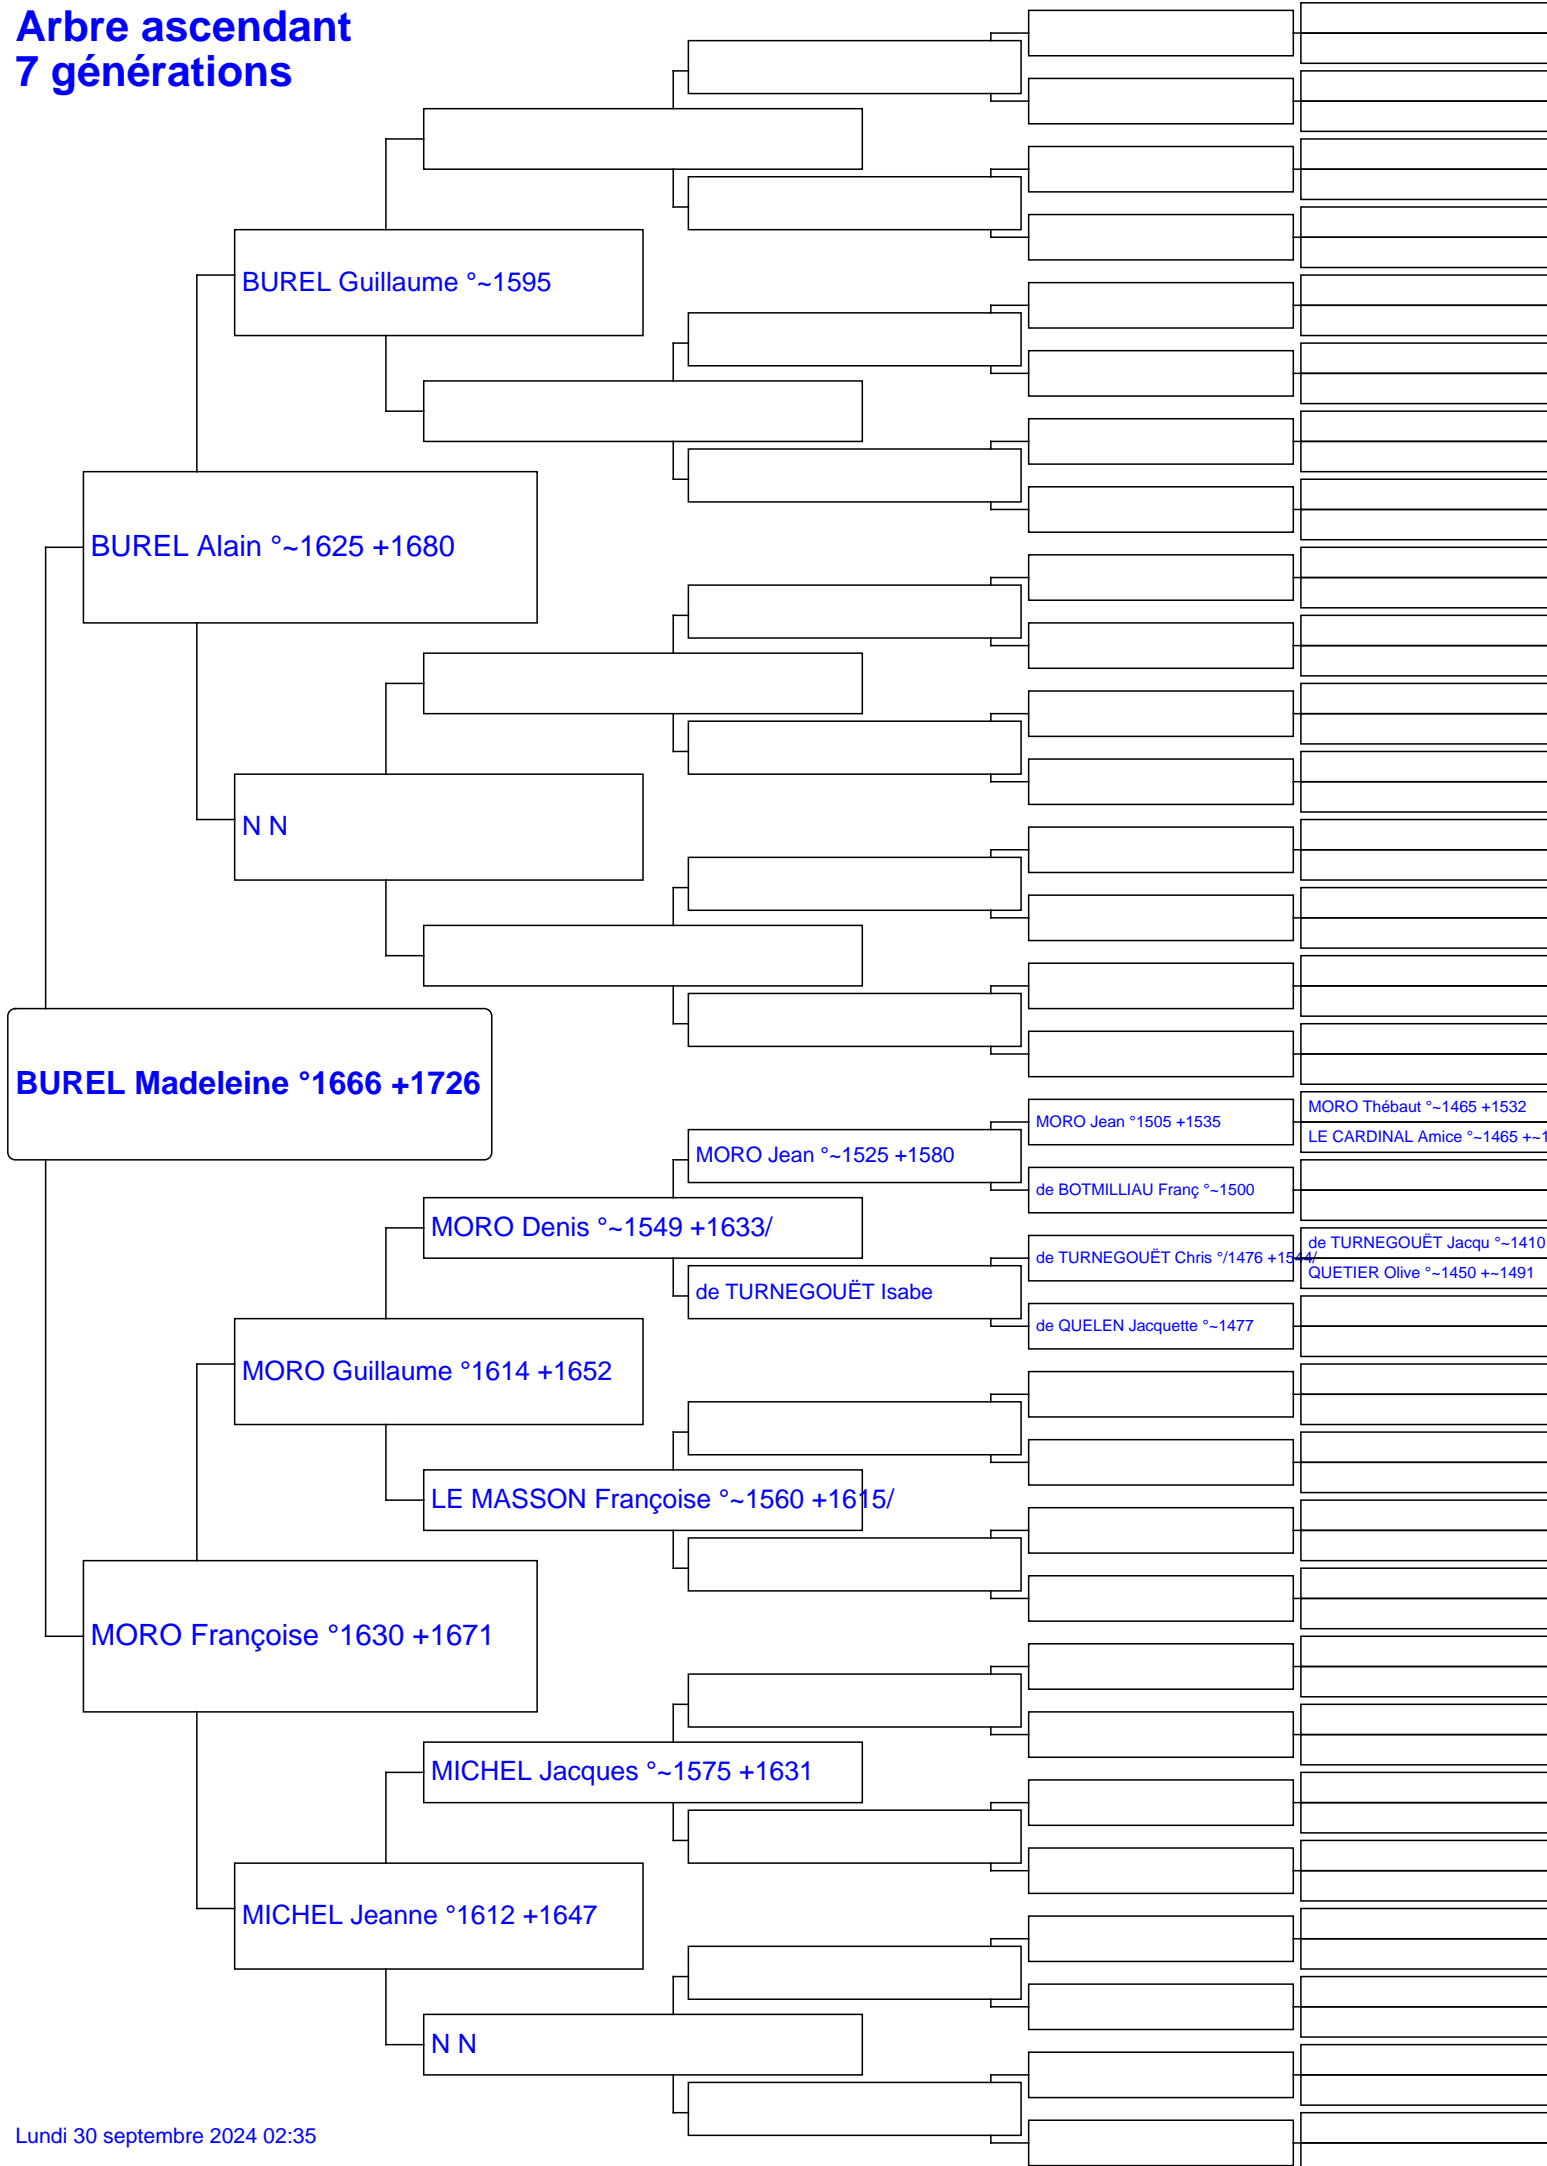 Arbre ascendant
7 générations
BUREL Guillaume °~1595
BUREL Alain °~1625 +1680
N N
BUREL Madeleine °1666 +1726
MORO Thébaut °~1465 +1532
MORO Jean °1505 +1535
LE CARDINAL Amice °~1465 +~1
MORO Jean °~1525 +1580
de BOTMILLIAU Franç °~1500
MORO Denis °~1549 +1633/
de TURNEGOUËT Jacqu °~1410
de TURNEGOUËT Chris °/1476 +1544/
QUETIER Olive °~1450 +~1491
de TURNEGOUËT Isabe
de QUELEN Jacquette °~1477
MORO Guillaume °1614 +1652
LE MASSON Françoise °~1560 +1615/
MORO Françoise °1630 +1671
MICHEL Jacques °~1575 +1631
MICHEL Jeanne °1612 +1647
N N
Lundi 30 septembre 2024 02:35